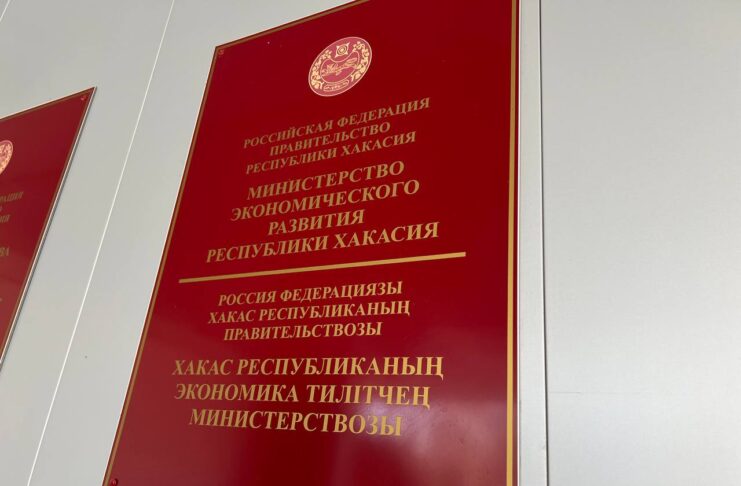 РОССИЙСКАЯ ФЕДЕРАЦИЯ
ПРАВИТЕЛЬСТВО
РЕСПУБЛИКИ ХАКАСИЯ
МИНИСТЕРСТВО
ЭКОНОМИЧЕСКОГО
РАЗВИТИЯ
РЕСПУБЛИКИ ХАКАСИЯ
РОССИЯ ФЕДЕРАЦИЯЗЫ
ХАКАС РЕСПУБЛИКАНЫҢ
ПРАВИТЕЛЬСТВОЗЫ
ХАКАС РЕСПУБЛИКАНЫҢ
ЭКОНОМИКА ТИЛІТЧЕҢ
МИНИСТЕРСТВОЗЫ